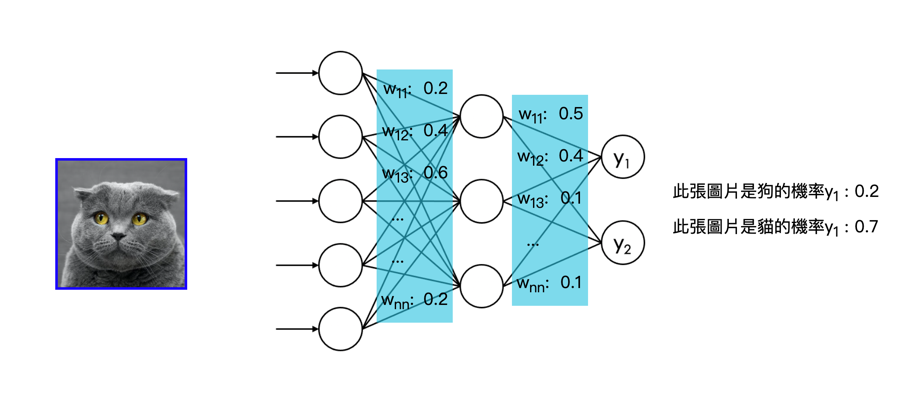 w11: 0.2
w12: 0.4
w13: 0.6
...
...
wnn: 0.2
w11: 0.5
w12: 0.4
w13: 0.1
...
wnn: 0.1
y1
y2
此張圖片是狗的機率y1 : 0.2
此張圖片是貓的機率y1 : 0.7